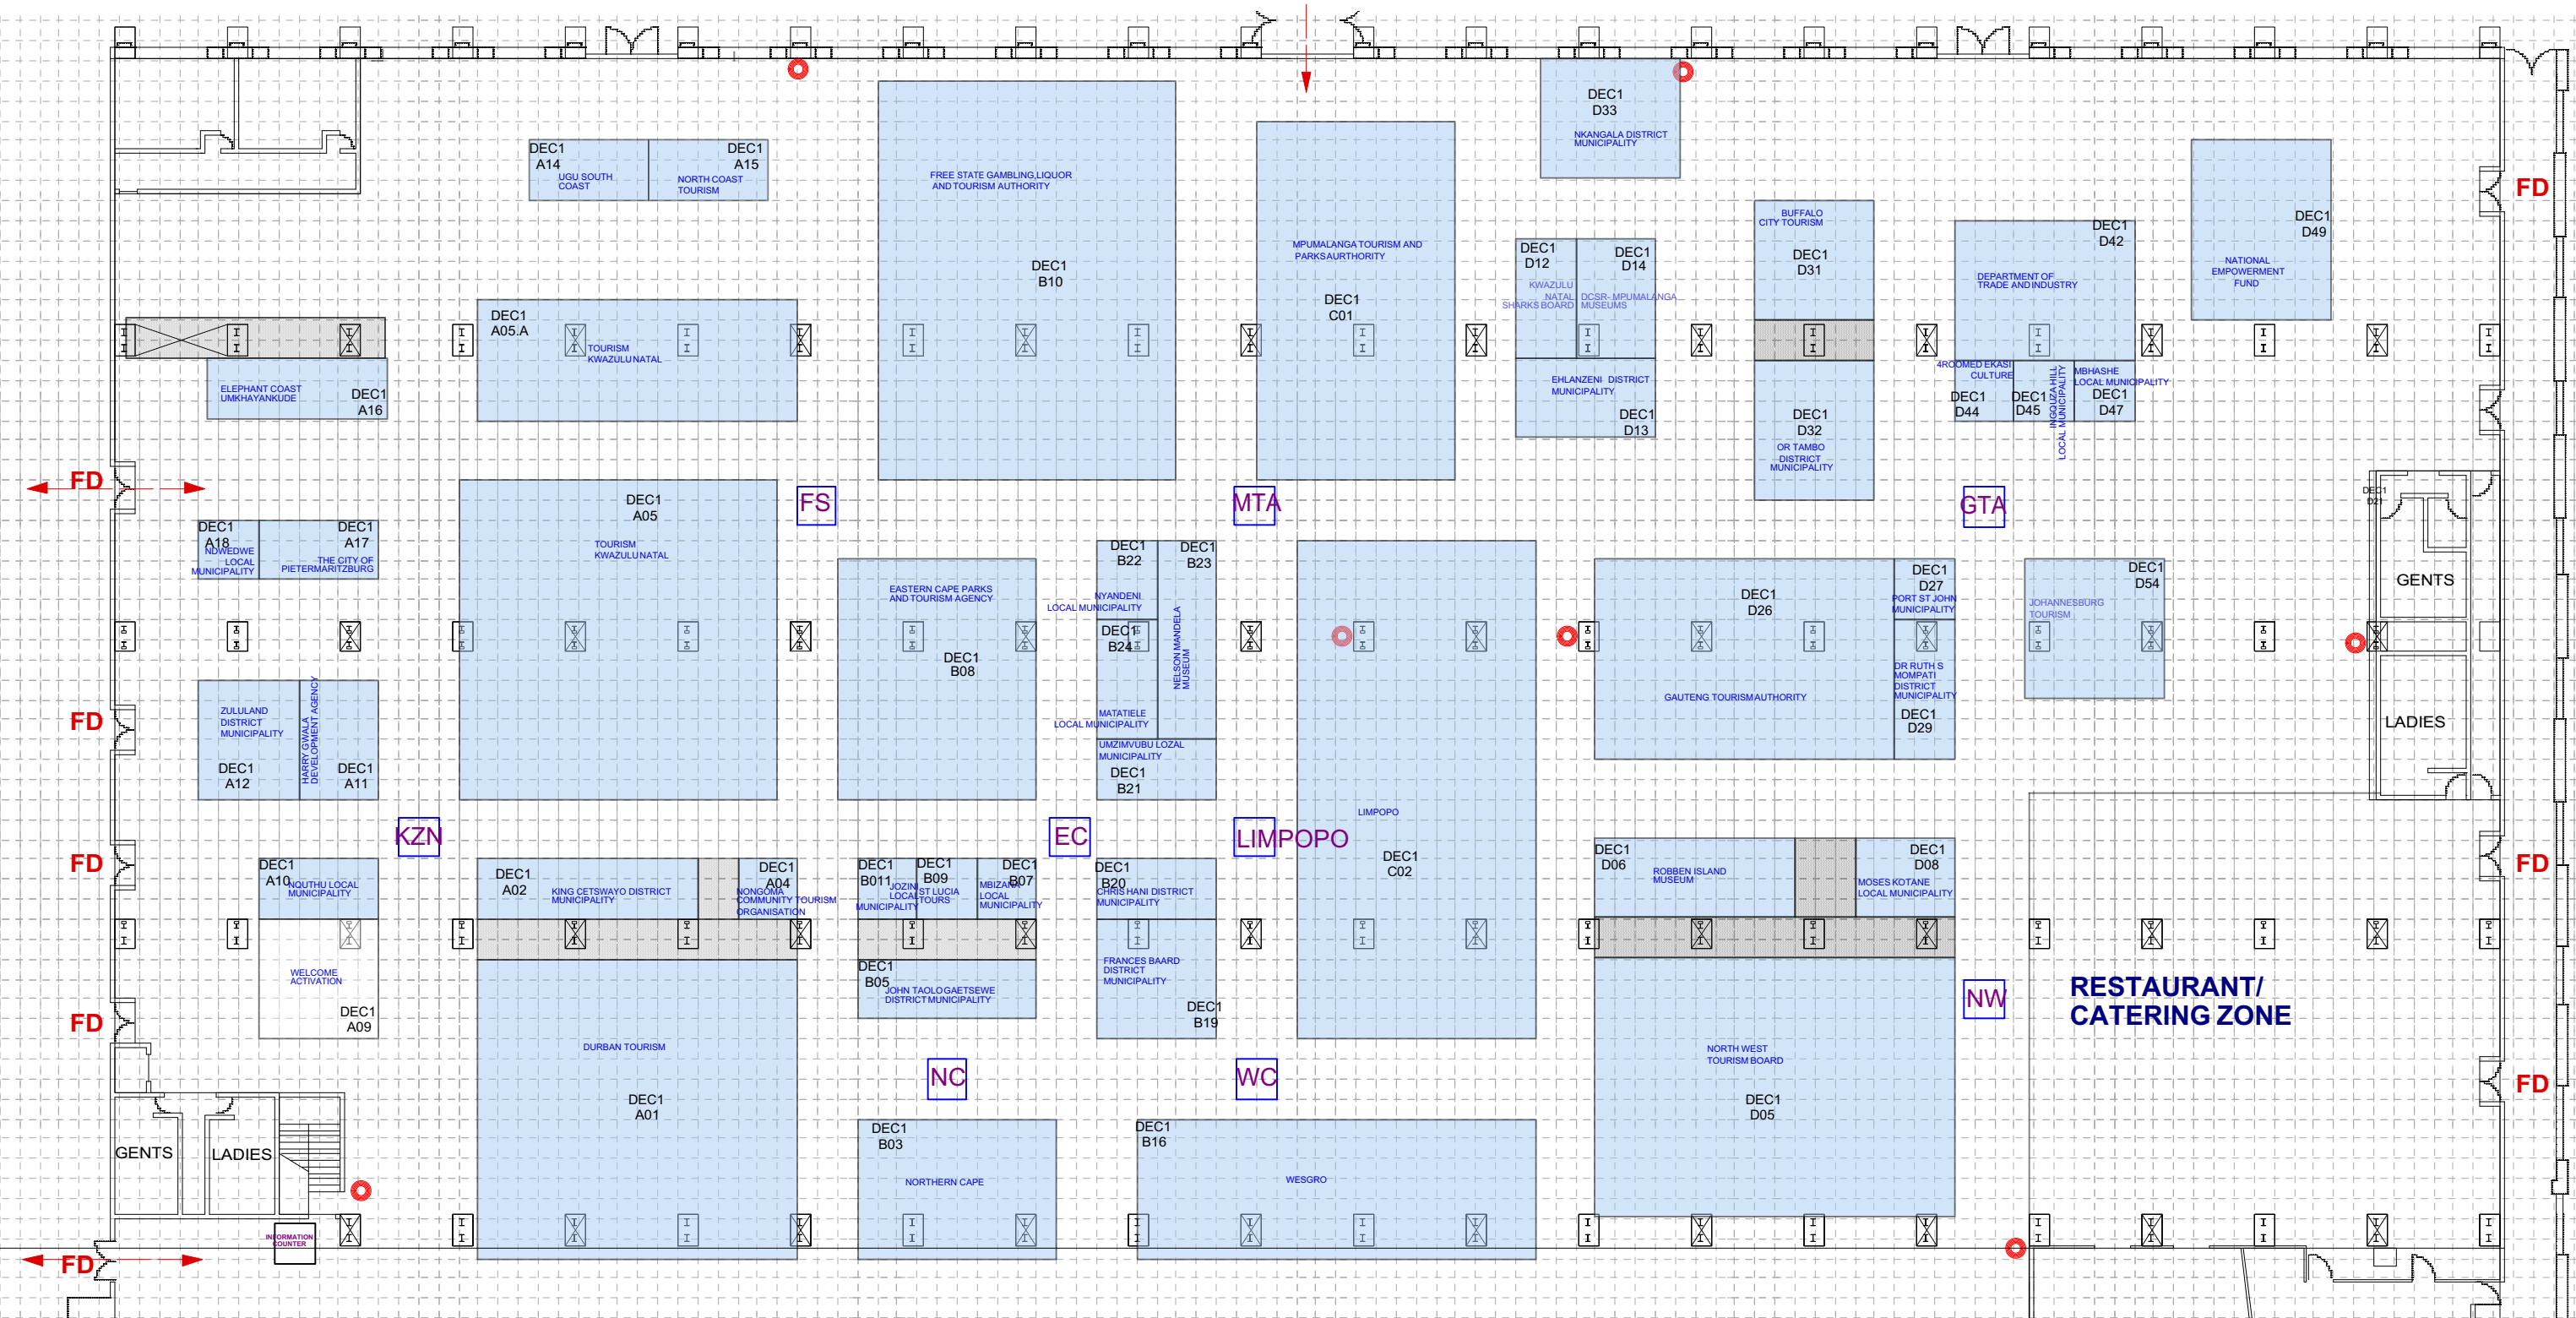 DEC1
D33
NKANGALA DISTRICT
MUNICIPALITY
DEC1
A14
UGU SOUTH
COAST
DEC1
A15
NORTH COAST
TOURISM
FREE STATE GAMBLING,LIQUOR
AND TOURISM AUTHORITY
DEC1
B10
MPUMALANGA TOURISM AND
PARKSAURTHORITY
DEC1
C01
FD
DEC1
D49
NATIONAL
EMPOWERMENT
FUND
BUFFALO
CITY TOURISM
DEC1
D31
DEC1
D42
DEPARTMENT OF
TRADE AND INDUSTRY
DEC1
D12
KWAZULU
NATAL
SHARKS BOARD
DEC1
D14
DCSR- MPUMALANGA
MUSEUMS
DEC1
A05.A
TOURISM
KWAZULU NATAL
ELEPHANT COAST
UMKHAYANKUDE
DEC1
A16
EHLANZENI DISTRICT
MUNICIPALITY
DEC1
D13
DEC1
D32
OR TAMBO
DISTRICT
MUNICIPALITY
4ROOMED EKASI
CULTURE
DEC1
D44
DEC1
D45
INGQUZA HILL
LOCAL MUNICIPALITY
MBHASHE
LOCAL MUNICIPALITY
DEC1
D47
FD
DEC1
A05
TOURISM
KWAZULU NATAL
FS
MTA
GTA
DEC1
D21
DEC1
A18
NDWEDWE
LOCAL
MUNICIPALITY
DEC1
A17
THE CITY OF
PIETERMARITZBURG
EASTERN CAPE PARKS
AND TOURISM AGENCY
DEC1
B08
DEC1
B22
NYANDENI
LOCAL MUNICIPALITY
DEC1
B23
NELSON MANDELA
MUSEUM
DEC1
B24
MATATIELE
LOCAL MUNICIPALITY
UMZIMVUBU LOZAL
MUNICIPALITY
DEC1
B21
DEC1
D26
GAUTENG TOURISM AUTHORITY
DEC1
D27
PORT ST JOHN
MUNICIPALITY
DR RUTH S
MOMPATI
DISTRICT
MUNICIPALITY
DEC1
D29
DEC1
D54
JOHANNESBURG
TOURISM
GENTS
LADIES
FD
ZULULAND
DISTRICT
MUNICIPALITY
DEC1
A12
HARRY GWALA
DEVELOPMENT AGENCY
DEC1
A11
KZN
EC
LIMPOPO
LIMPOPO
DEC1
C02
FD
DEC1
A10
NQUTHU LOCAL
MUNICIPALITY
DEC1
A02
KING CETSWAYO DISTRICT
MUNICIPALITY
DEC1
A04
NONGOMA
COMMUNITY TOURISM
ORGANISATION
DEC1
B011
JOZINI
LOCAL
MUNICIPALITY
DEC1
B09
ST LUCIA
TOURS
DEC1
B07
MBIZANA
LOCAL
MUNICIPALITY
DEC1
B20
CHRIS HANI DISTRICT
MUNICIPALITY
DEC1
D06
ROBBEN ISLAND
MUSEUM
DEC1
D08
MOSES KOTANE
LOCAL MUNICIPALITY
FD
WELCOME
ACTIVATION
DEC1
A09
FD
DEC1
B05
JOHN TAOLO GAETSEWE
DISTRICT MUNICIPALITY
FRANCES BAARD
DISTRICT
MUNICIPALITY
DEC1
B19
NW
RESTAURANT/
CATERING ZONE
DURBAN TOURISM
DEC1
A01
NC
WC
NORTH WEST
TOURISM BOARD
DEC1
D05
FD
GENTS
LADIES
DEC1
B03
NORTHERN CAPE
DEC1
B16
WESGRO
INFORMATION
COUNTER
FD